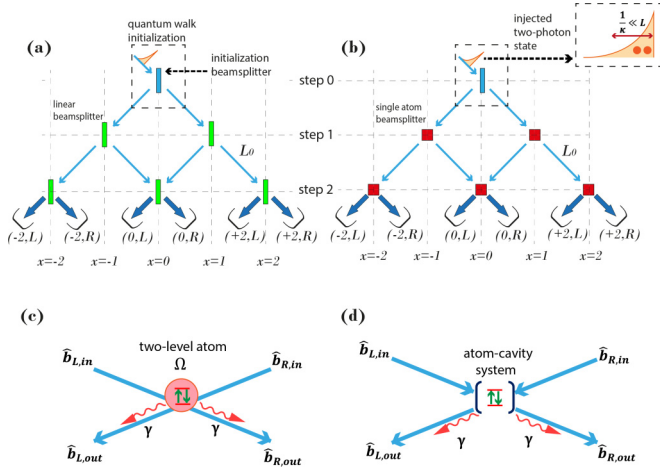 (a)
quantum walk
initialization
initialization
beamsplitter
linear
beamsplitter
L₀
(-2,L)
(-2,R)
(0,L)
(0,R)
(+2,L)
(+2,R)
x=-2
x=-1
x=0
x=1
x=2
step 0
step 1
step 2
(b)
injected
two-photon
state
1/κ ≪ L
single atom
beamsplitter
L₀
(-2,L)
(-2,R)
(0,L)
(0,R)
(+2,L)
(+2,R)
x=-2
x=-1
x=0
x=1
x=2
(c)
two-level atom
Ω
b̂L,in
b̂R,in
γ
γ
b̂L,out
b̂R,out
(d)
atom-cavity
system
b̂L,in
b̂R,in
γ
γ
b̂L,out
b̂R,out